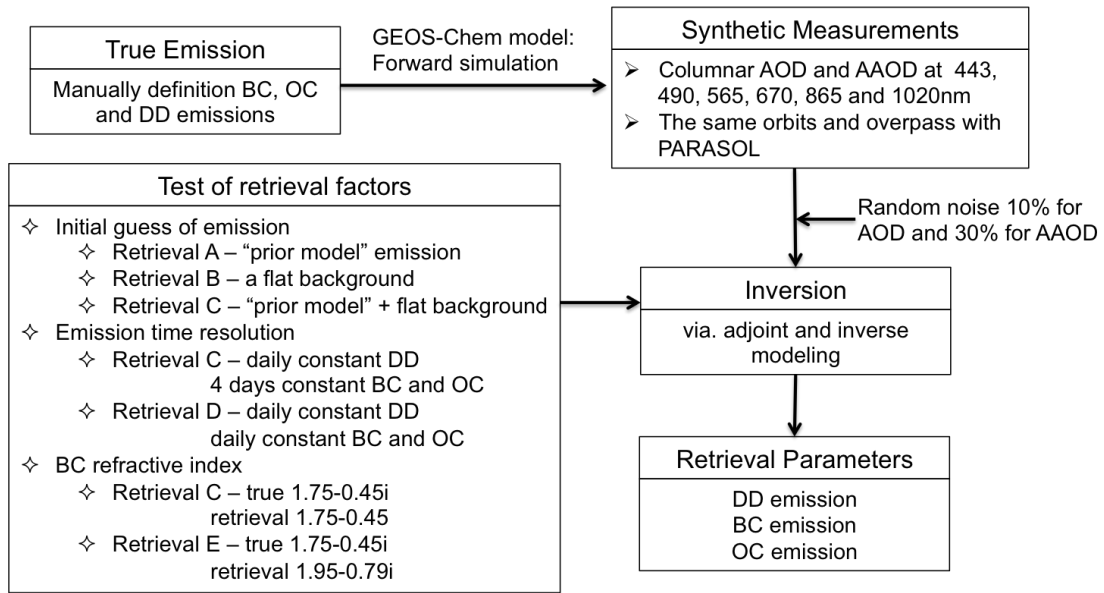 True Emission
Manually definition BC, OC
and DD emissions
GEOS-Chem model:
Forward simulation
Synthetic Measurements
➢ Columnar AOD and AAOD at 443,
490, 565, 670, 865 and 1020nm
➢ The same orbits and overpass with
PARASOL
Random noise 10% for
AOD and 30% for AAOD
Test of retrieval factors
✧ Initial guess of emission
✧ Retrieval A – “prior model” emission
✧ Retrieval B – a flat background
✧ Retrieval C – “prior model” + flat background
✧ Emission time resolution
✧ Retrieval C – daily constant DD
4 days constant BC and OC
✧ Retrieval D – daily constant DD
daily constant BC and OC
✧ BC refractive index
✧ Retrieval C – true 1.75-0.45i
retrieval 1.75-0.45
✧ Retrieval E – true 1.75-0.45i
retrieval 1.95-0.79i
Inversion
via. adjoint and inverse
modeling
Retrieval Parameters
DD emission
BC emission
OC emission